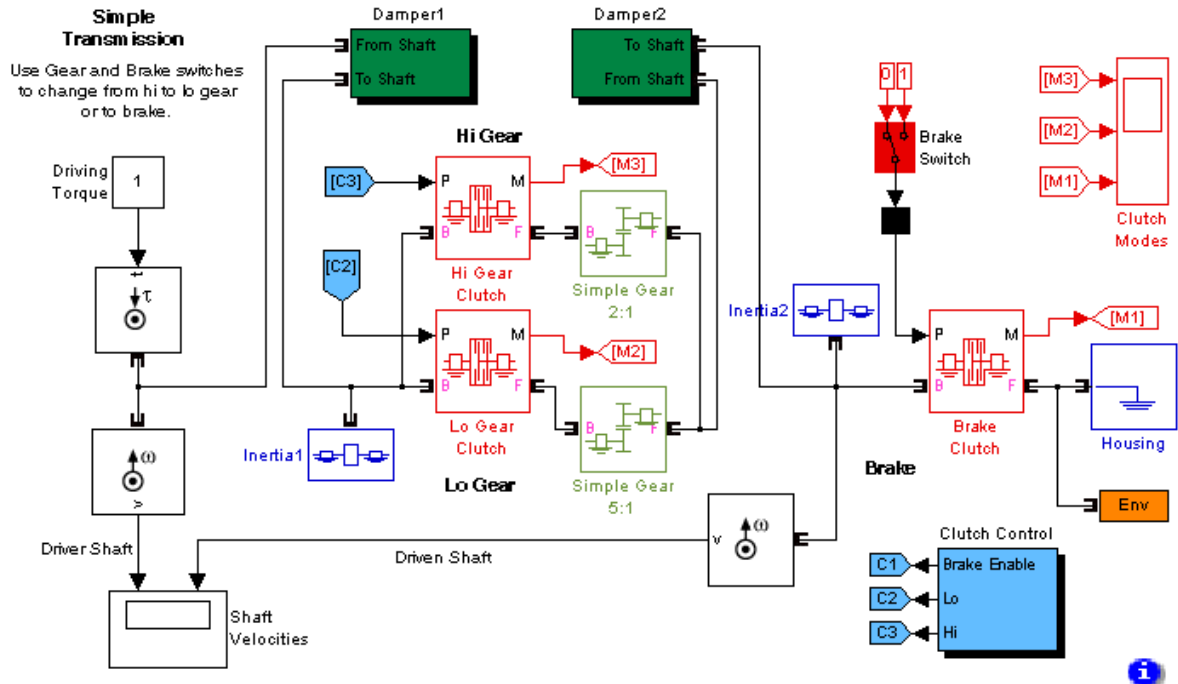 Simple
Transmission
Use Gear and Brake switches
to change from hi to lo gear
or to brake.
Damper1
From Shaft
To Shaft
Damper2
To Shaft
From Shaft
Driving
Torque
1
t
τ
ω
v
Driver Shaft
Shaft
Velocities
Hi Gear
[C3]
P
M
B
F
Hi Gear
Clutch
[M3]
B
F
Simple Gear
2:1
[C2]
P
M
B
F
Lo Gear
Clutch
[M2]
B
F
Simple Gear
5:1
Lo Gear
Inertia1
Driven Shaft
v
ω
Inertia2
0
1
Brake
Switch
P
M
B
F
Brake
Clutch
[M1]
Housing
Env
Brake
[M3]
[M2]
[M1]
Clutch
Modes
Clutch Control
C1
Brake Enable
C2
Lo
C3
Hi
i